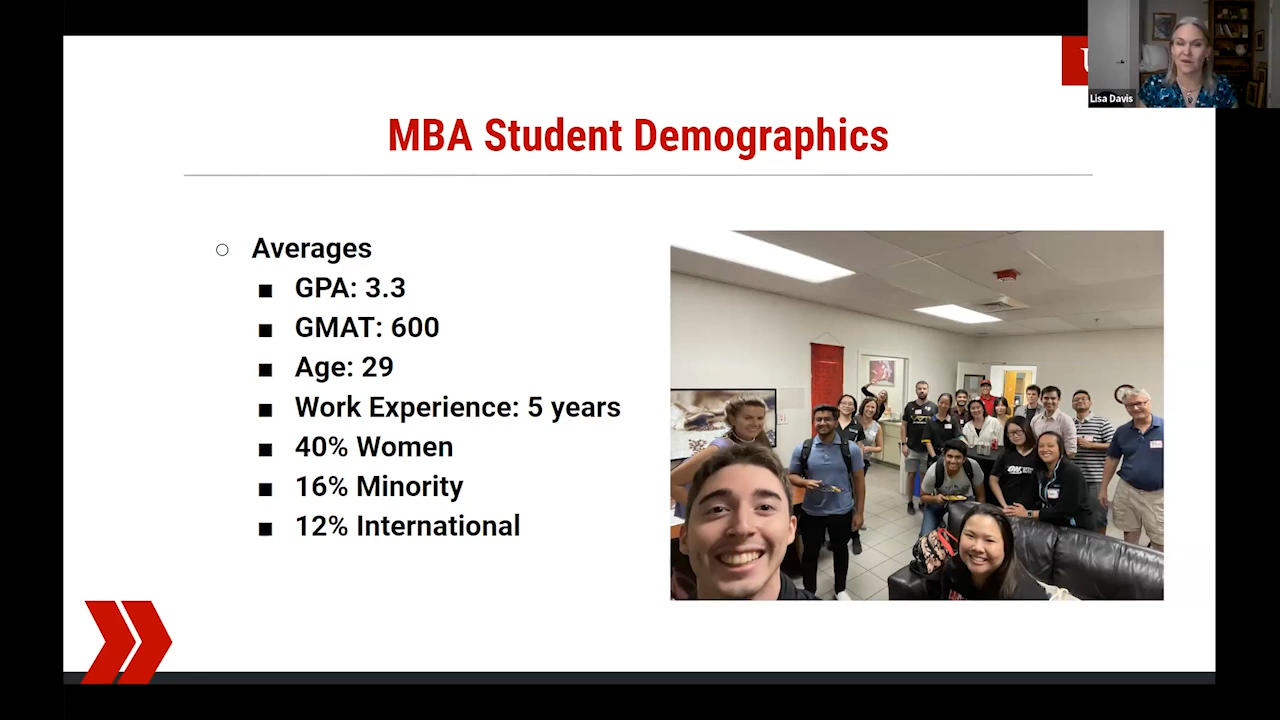 U
Lisa Davis
MBA Student Demographics
○ Averages
■ GPA: 3.3
■ GMAT: 600
■ Age: 29
■ Work Experience: 5 years
■ 40% Women
■ 16% Minority
■ 12% International